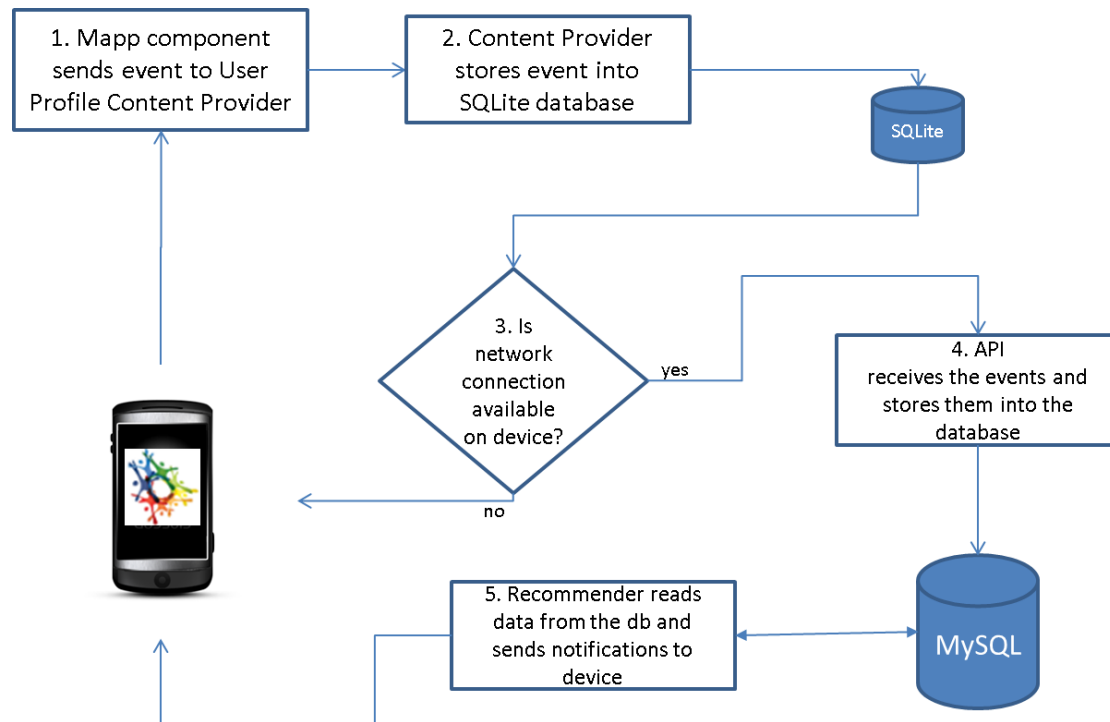 1. Mapp component
sends event to User
Profile Content Provider
2. Content Provider
stores event into
SQLite database
SQLite
3. Is
network
connection
available
on device?
yes
no
4. API
receives the events and
stores them into the
database
5. Recommender reads
data from the db and
sends notifications to
device
MySQL